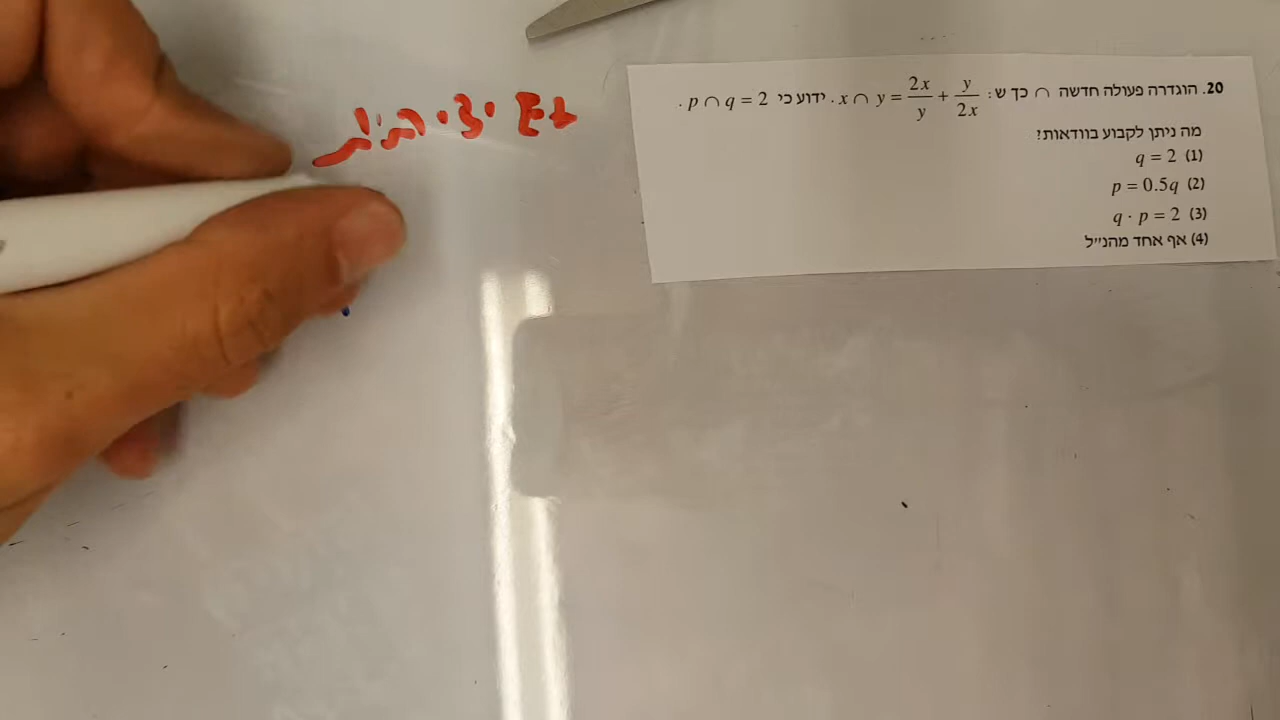 20. הוגדרה פעולה חדשה ∩ כך ש: x ∩ y = 2x/y + y/2x. ידוע כי p ∩ q = 2.
מה ניתן לקבוע בוודאות?
(1) q = 2
(2) p = 0.5q
(3) q · p = 2
(4) אף אחד מהנ״ל